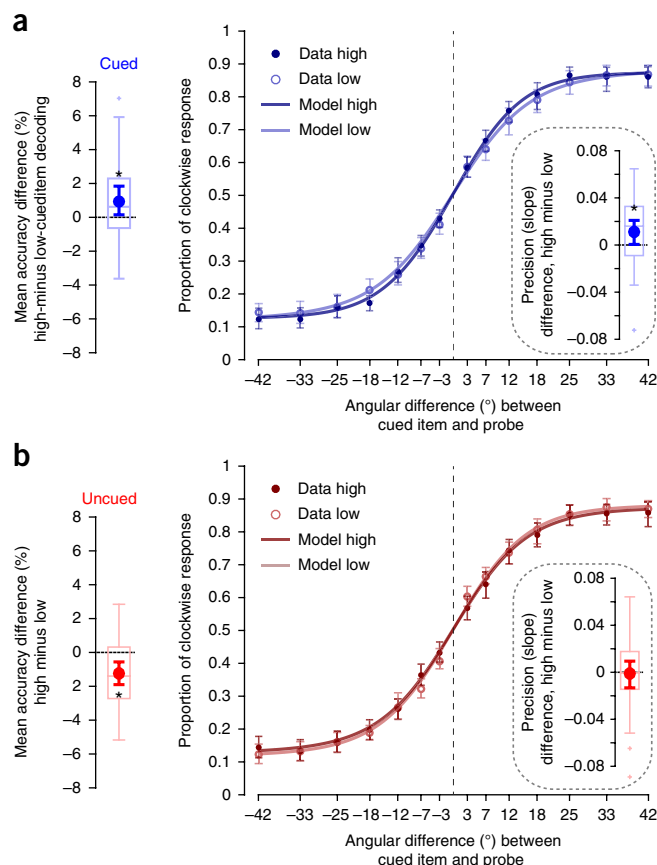 a
Cued
Mean accuracy difference (%)
high-minus low-cueditem decoding
8
6
4
2
0
−2
−4
−6
−8
*
Proportion of clockwise response
1
0.9
0.8
0.7
0.6
0.5
0.4
0.3
0.2
0.1
0
Data high
Data low
Model high
Model low
−42 −33 −25 −18 −12 −7 −3 3 7 12 18 25 33 42
Angular difference (°) between
cued item and probe
Precision (slope)
difference, high minus low
0.08
0.04
0
−0.04
−0.08
*
b
Uncued
Mean accuracy difference (%)
high minus low
8
6
4
2
0
2
−4
−6
−8
*
Proportion of clockwise response
1
0.9
0.8
0.7
0.6
0.5
0.4
0.3
0.2
0.1
0
Data high
Data low
Model high
Model low
−42 −33 −25 −18 −12 −7 −3 3 7 12 18 25 33 42
Angular difference (°) between
cued item and probe
Precision (slope)
difference, high minus low
0.08
0.04
0
−0.04
−0.08